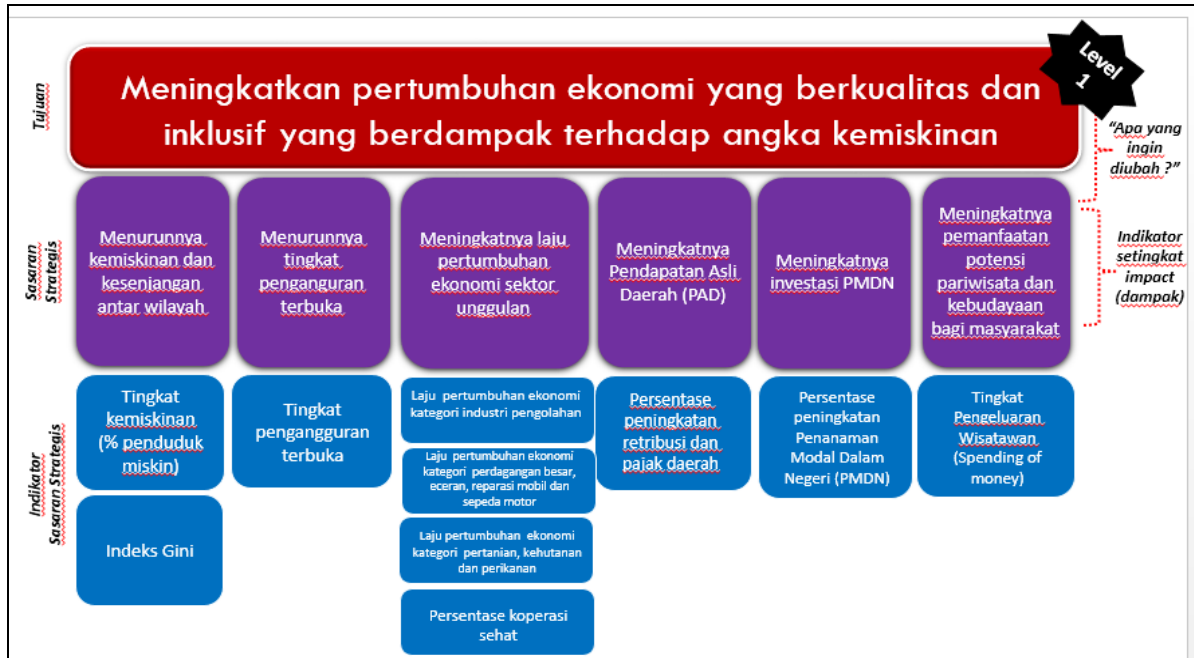 Tujuan
Meningkatkan pertumbuhan ekonomi yang berkualitas dan
inklusif yang berdampak terhadap angka kemiskinan
Level
1
“Apa yang
ingin
diubah ?”
Sasaran
Strategis
Menurunnya
kemiskinan dan
kesenjangan
antar wilayah
Menurunnya
tingkat
penganguran
terbuka
Meningkatnya laju
pertumbuhan
ekonomi sektor
unggulan
Meningkatnya
Pendapatan Asli
Daerah (PAD)
Meningkatnya
investasi PMDN
Meningkatnya
pemanfaatan
potensi
pariwisata dan
kebudayaan
bagi masyarakat
Indikator
setingkat
impact
(dampak)
Indikator
Sasaran Strategis
Tingkat
kemiskinan
(% penduduk
miskin)
Indeks Gini
Tingkat
pengangguran
terbuka
Laju pertumbuhan ekonomi
kategori industri pengolahan
Laju pertumbuhan ekonomi
kategori perdagangan besar,
eceran, reparasi mobil dan
sepeda motor
Laju pertumbuhan ekonomi
kategori pertanian, kehutanan
dan perikanan
Persentase koperasi
sehat
Persentase
peningkatan
retribusi dan
pajak daerah
Persentase
peningkatan
Penanaman
Modal Dalam
Negeri (PMDN)
Tingkat
Pengeluaran
Wisatawan
(Spending of
money)